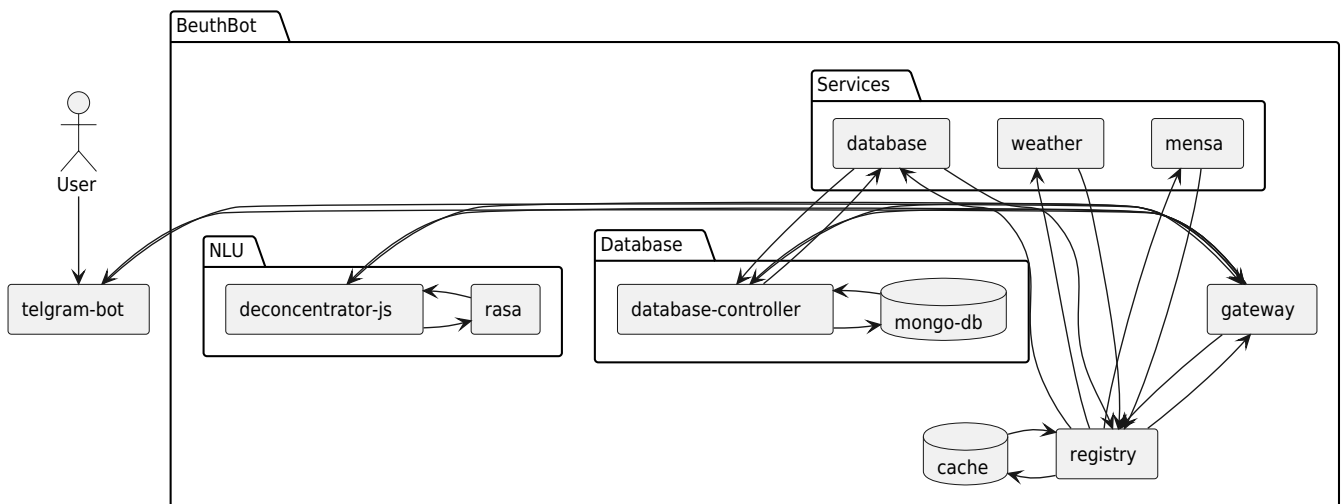 BeuthBot
Services
database
weather
mensa
User
NLU
Database
telgram-bot
deconcentrator-js
rasa
database-controller
mongo-db
gateway
cache
registry